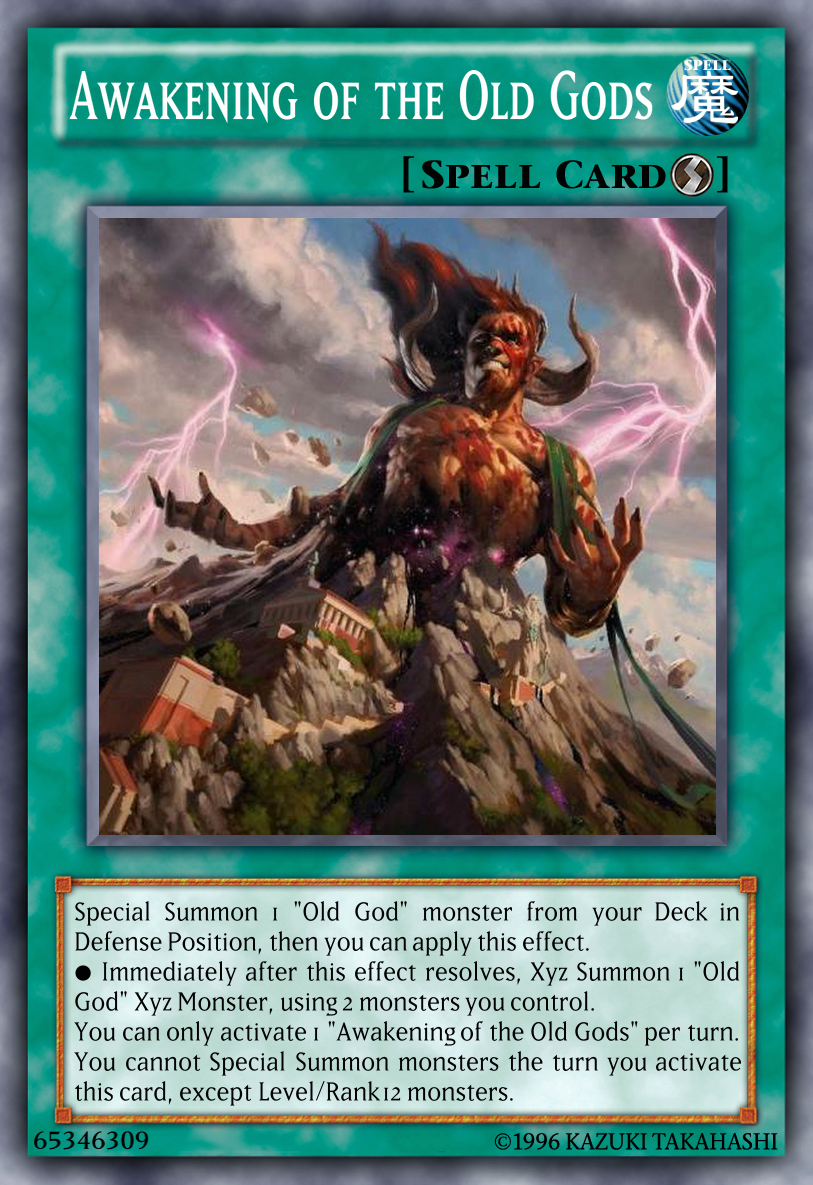 Awakening of the Old Gods
SPELL
魔
[Spell Card]
Special Summon 1 "Old God" monster from your Deck in
Defense Position, then you can apply this effect.
● Immediately after this effect resolves, Xyz Summon 1 "Old
God" Xyz Monster, using 2 monsters you control.
You can only activate 1 "Awakening of the Old Gods" per turn.
You cannot Special Summon monsters the turn you activate
this card, except Level/Rank 12 monsters.
65346309
©1996 KAZUKI TAKAHASHI